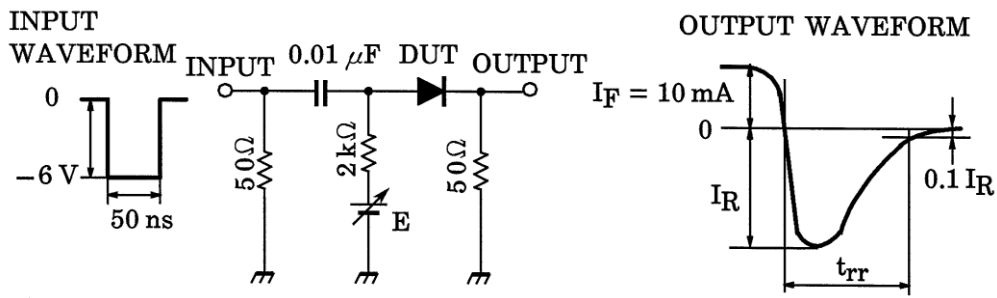 INPUT
WAVEFORM
0
−6 V
50 ns
INPUT
0.01 μF
DUT
OUTPUT
50Ω
2kΩ
E
50Ω
OUTPUT WAVEFORM
IF = 10 mA
0
IR
0.1 IR
trr